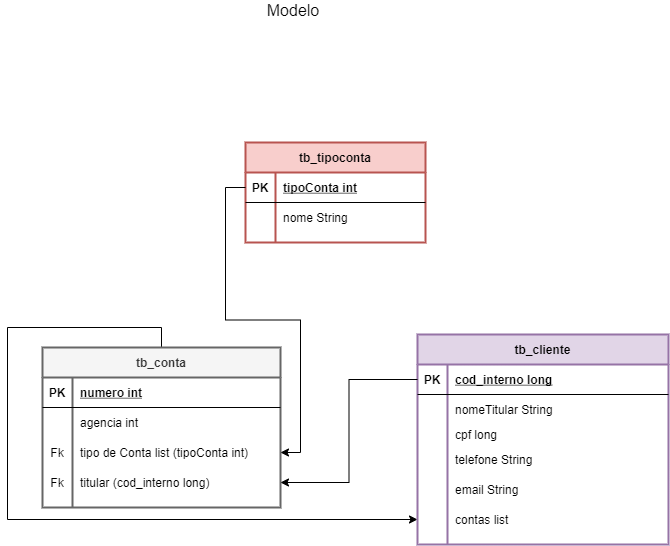 Modelo
tb_tipoconta
PK tipoConta int
nome String
tb_conta
PK numero int
agencia int
Fk tipo de Conta list (tipoConta int)
Fk titular (cod_interno long)
tb_cliente
PK cod_interno long
nomeTitular String
cpf long
telefone String
email String
contas list